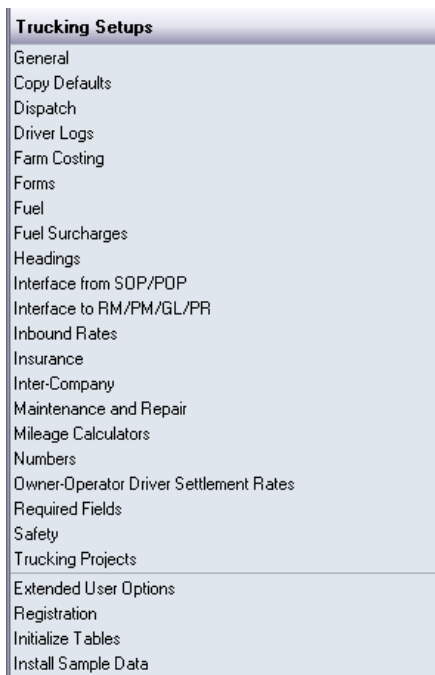 Trucking Setups
General
Copy Defaults
Dispatch
Driver Logs
Farm Costing
Forms
Fuel
Fuel Surcharges
Headings
Interface from SOP/POP
Interface to RM/PM/GL/PR
Inbound Rates
Insurance
Inter-Company
Maintenance and Repair
Mileage Calculators
Numbers
Owner-Operator Driver Settlement Rates
Required Fields
Safety
Trucking Projects
Extended User Options
Registration
Initialize Tables
Install Sample Data